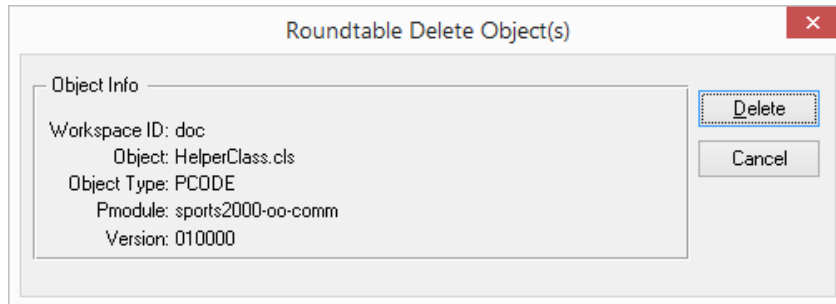 Roundtable Delete Object(s)
Object Info
Workspace ID: doc
Object: HelperClass.cls
Object Type: PCODE
Pmodule: sports2000-oo-comm
Version: 010000
Delete
Cancel